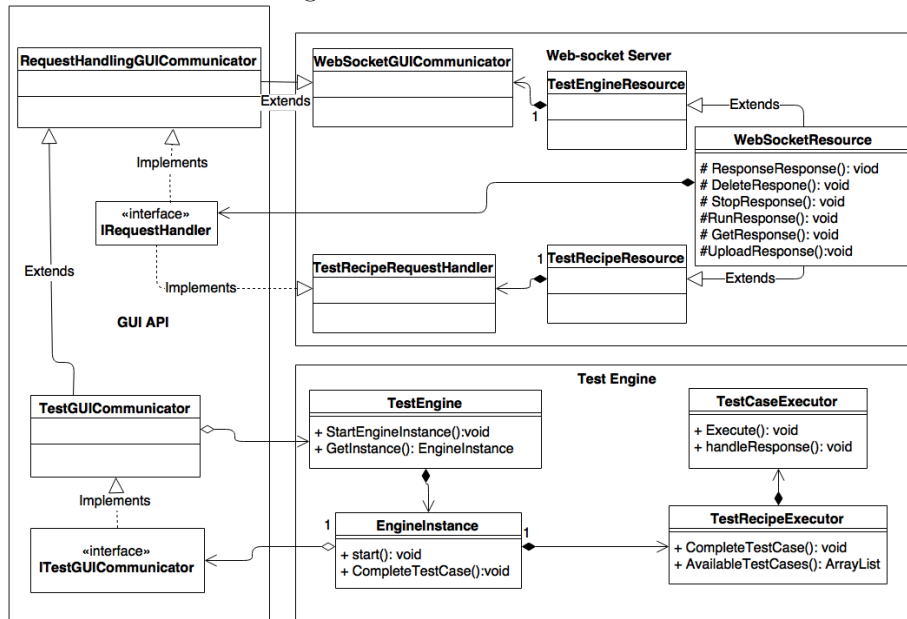 RequestHandlingGUICommunicator
Extends
Implements
«interface»
IRequestHandler
Implements
Extends
GUI API
TestGUICommunicator
Implements
«interface»
ITestGUICommunicator
Web-socket Server
WebSocketGUICommunicator
1
TestEngineResource
Extends
WebSocketResource
# ResponseResponse(): viod
# DeleteRespone(): void
# StopResponse(): void
#RunResponse(): void
# GetResponse(): void
#UploadResponse():void
TestRecipeRequestHandler
1
TestRecipeResource
Extends
Test Engine
TestEngine
+ StartEngineInstance():void
+ GetInstance(): EngineInstance
TestCaseExecutor
+ Execute(): void
+ handleResponse(): void
1
EngineInstance
1
+ start(): void
+ CompleteTestCase():void
TestRecipeExecutor
+ CompleteTestCase(): void
+ AvailableTestCases(): ArrayList